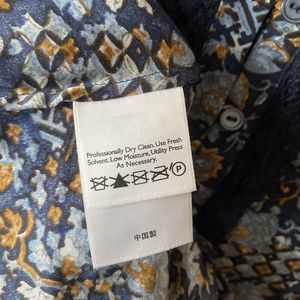 Professionally Dry Clean. Use Fresh
Solvent, Low Moisture, Utility Press
As Necessary.
P
中国製